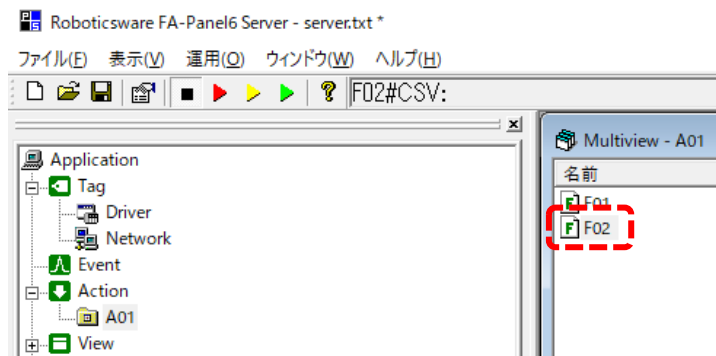 Roboticsware FA-Panel6 Server - server.txt *
ファイル(F) 表示(V) 運用(O) ウィンドウ(W) ヘルプ(H)
F02#CSV:
Application
Tag
Driver
Network
Event
Action
A01
View
Multiview - A01
名前
F01
F02